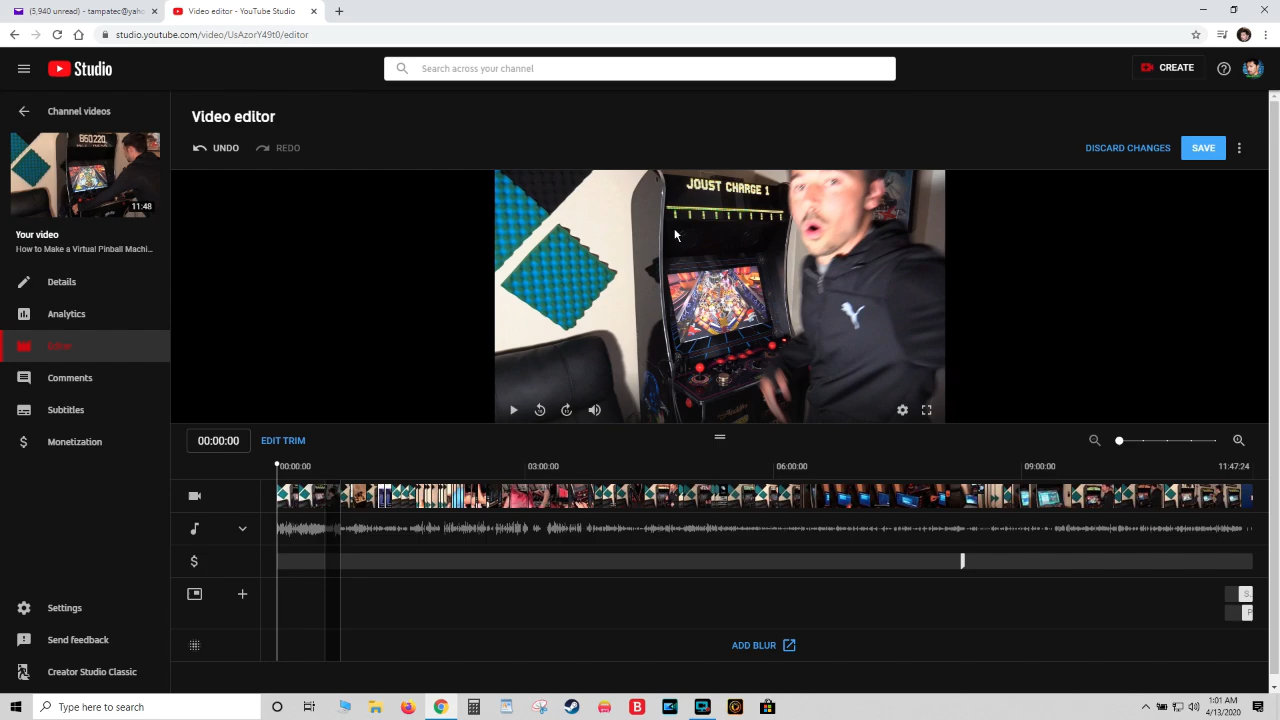 (5,940 unread) - tampatec@yaho
Video editor - YouTube Studio
studio.youtube.com/video/UsAzorY49t0/editor
Studio
Search across your channel
CREATE
Channel videos
Video editor
UNDO
REDO
DISCARD CHANGES
SAVE
11:48
JOUST CHARGE 1
Your video
How to Make a Virtual Pinball Machi...
Details
Analytics
Editor
Comments
Subtitles
Monetization
00:00:00
EDIT TRIM
00:00:00
03:00:00
06:00:00
09:00:00
11:47:24
S..
P
ADD BLUR
Settings
Send feedback
Creator Studio Classic
Type here to search
1:01 AM
4/13/2020